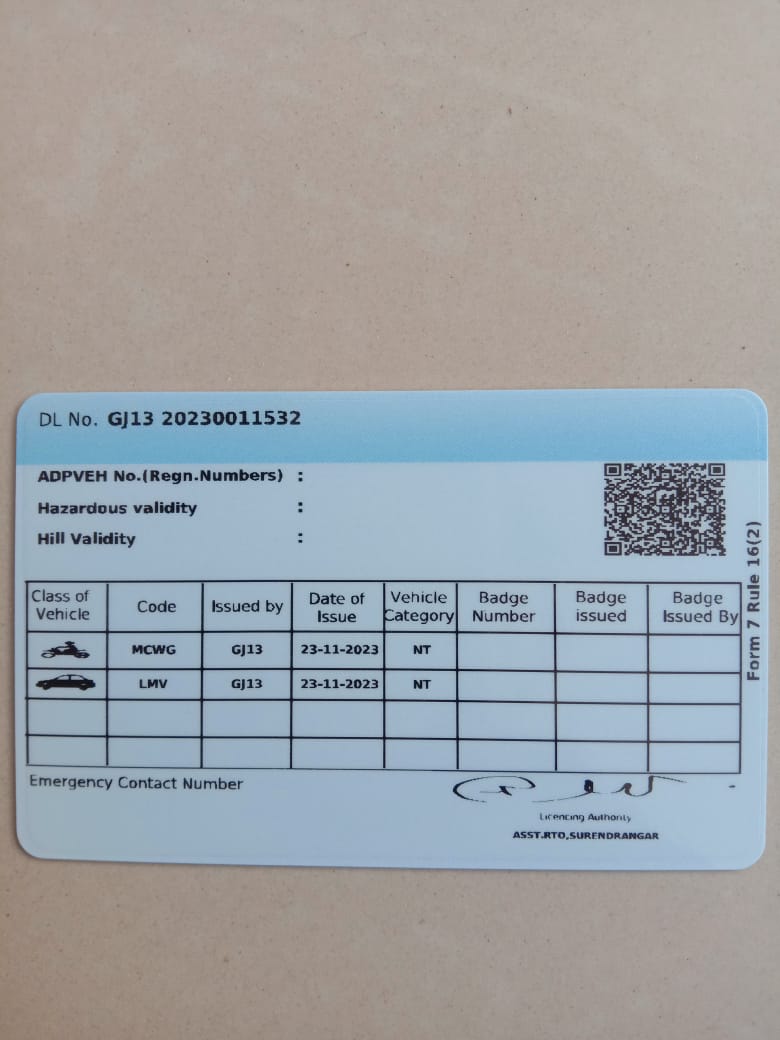 DL No. GJ13 20230011532
ADPVEH No.(Regn.Numbers) :
Hazardous validity :
Hill Validity :
Form 7 Rule 16(2)
Class of Vehicle Code Issued by Date of Issue Vehicle Category Badge Number Badge issued Badge Issued By
MCWG GJ13 23-11-2023 NT
LMV GJ13 23-11-2023 NT
Emergency Contact Number
Licencing Authority
ASST.RTO,SURENDRANGAR